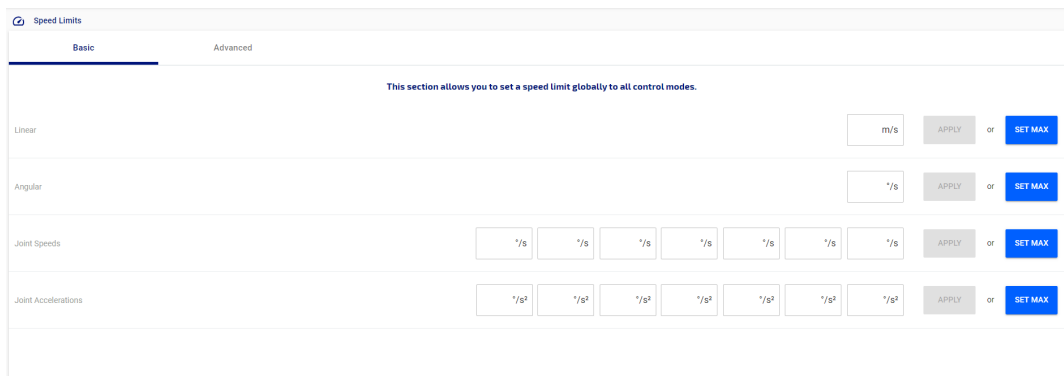 Speed Limits
Basic Advanced
This section allows you to set a speed limit globally to all control modes.
Linear m/s APPLY or SET MAX
Angular °/s APPLY or SET MAX
Joint Speeds °/s °/s °/s °/s °/s °/s °/s APPLY or SET MAX
Joint Accelerations °/s² °/s² °/s² °/s² °/s² °/s² °/s² APPLY or SET MAX